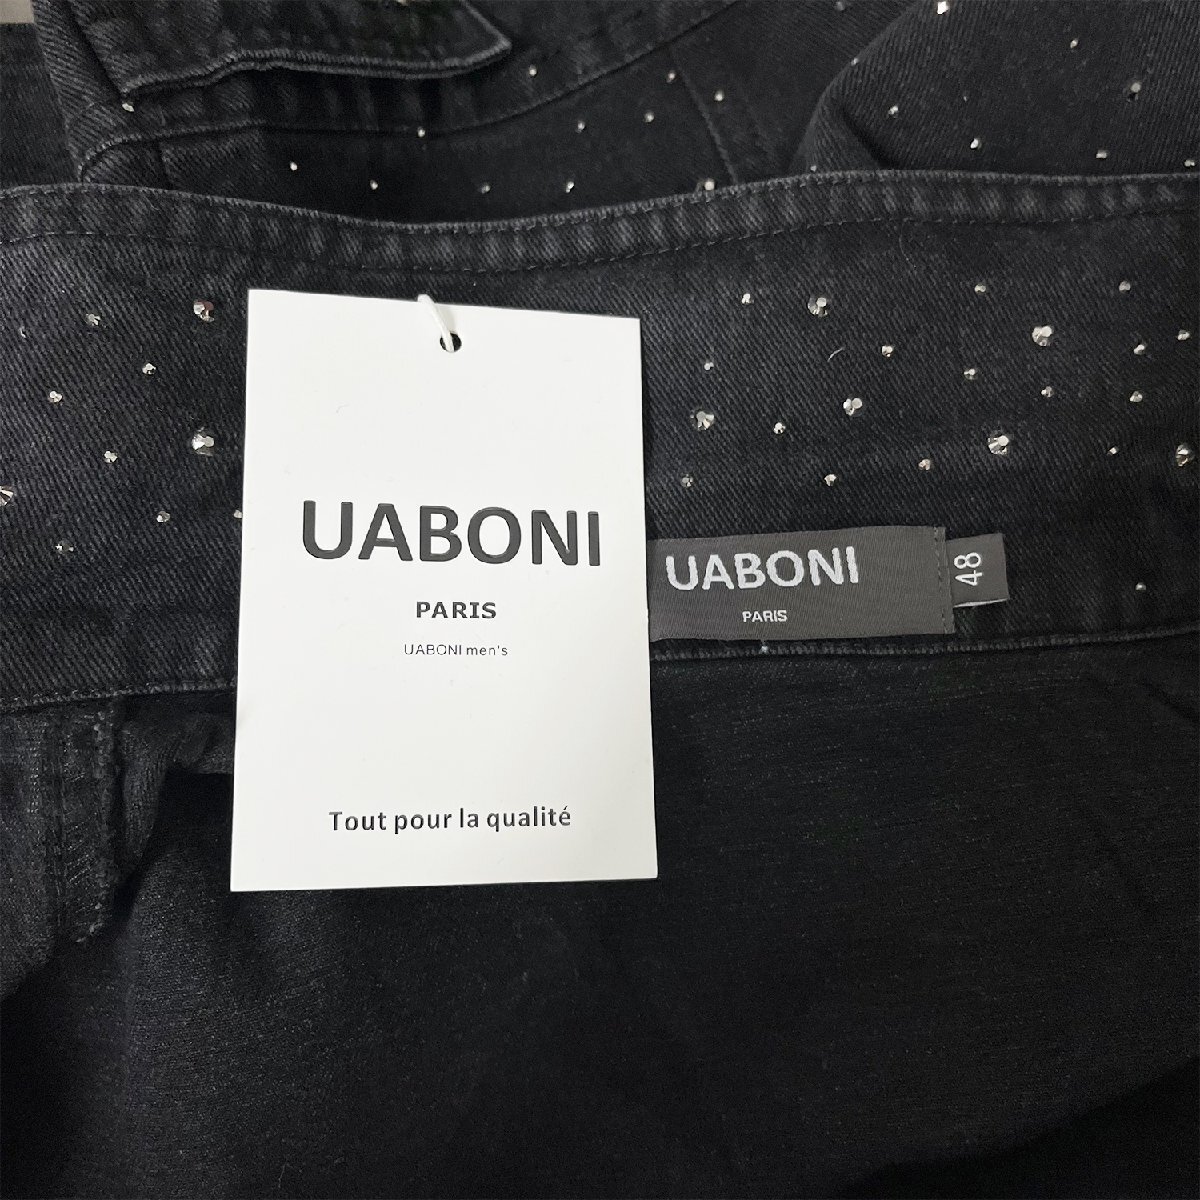 UABONI
PARIS
UABONI men's
Tout pour la qualité
UABONI
PARIS
48